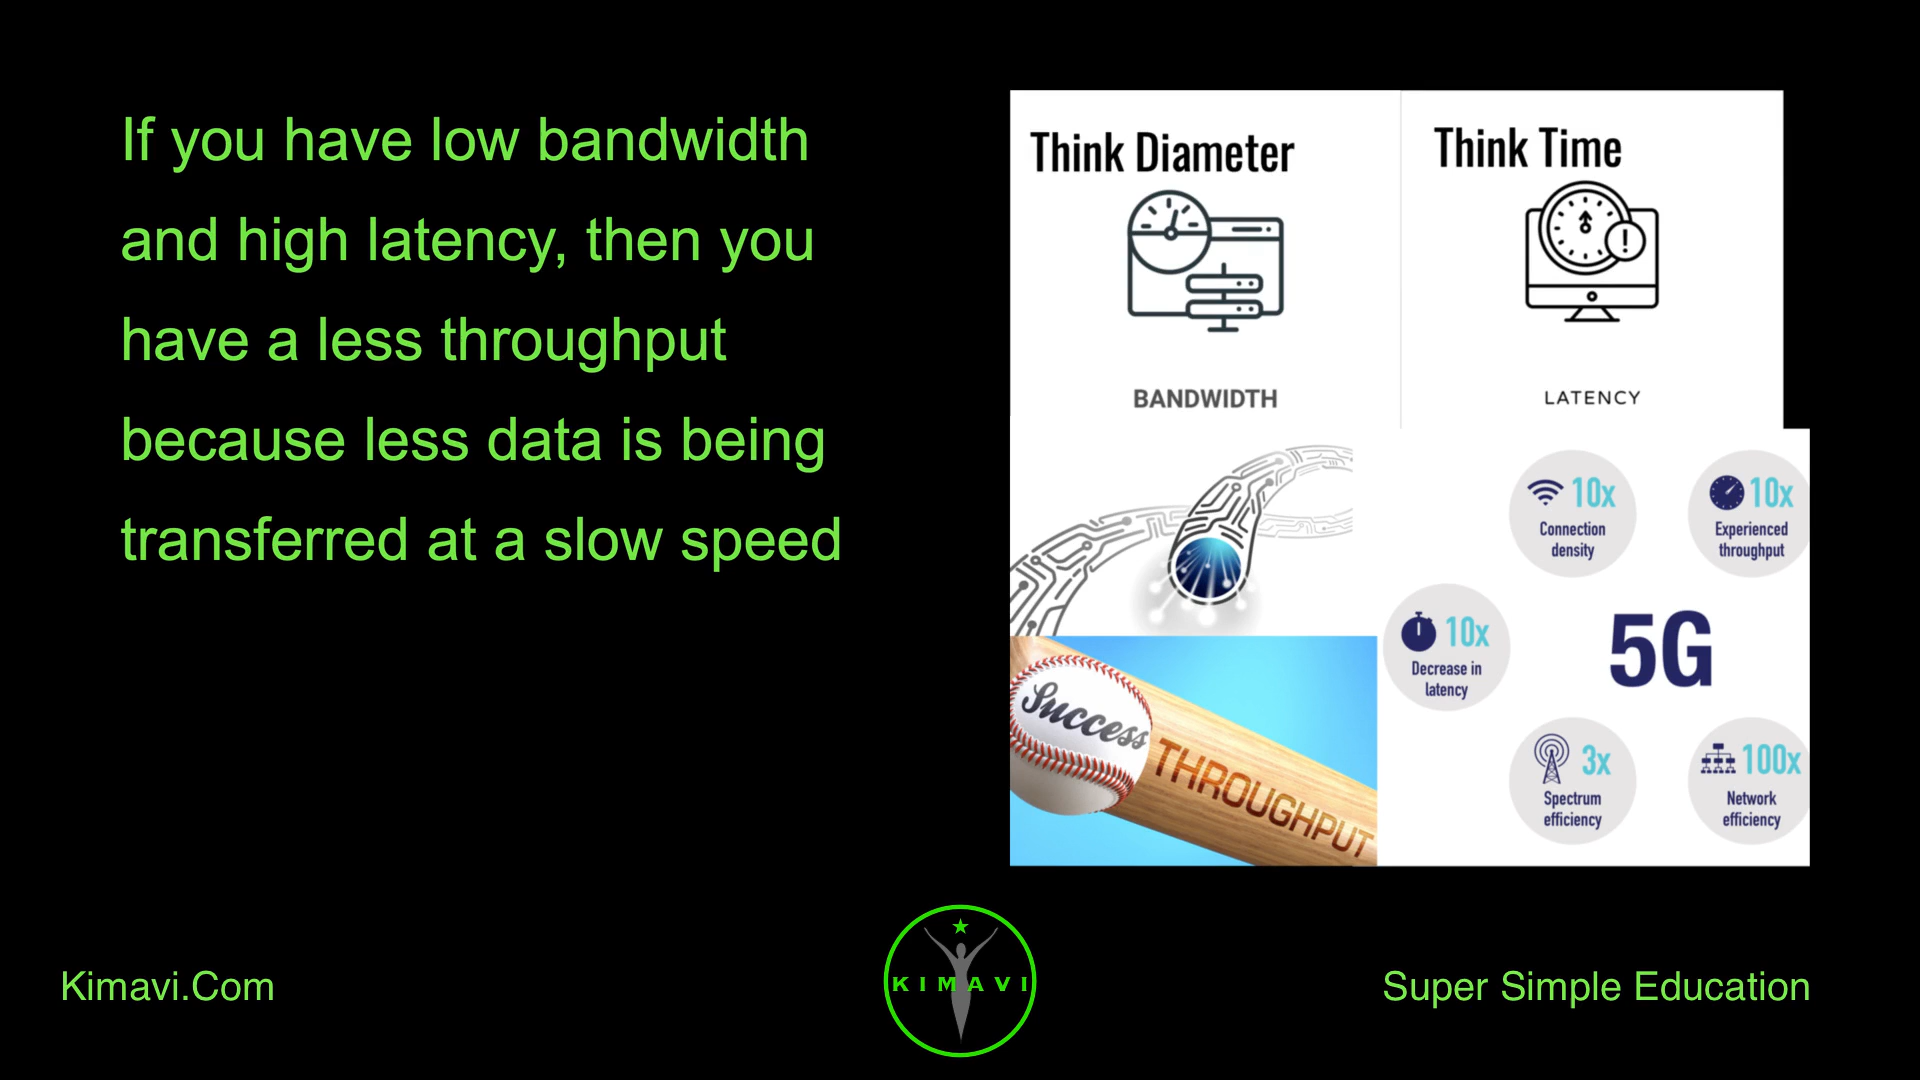 If you have low bandwidth
and high latency, then you
have a less throughput
because less data is being
transferred at a slow speed
Think Diameter
BANDWIDTH
Think Time
!
LATENCY
10x
Connection
density
10x
Experienced
throughput
10x
Decrease in
latency
5G
3x
Spectrum
efficiency
100x
Network
efficiency
Success
THROUGHPUT
Kimavi.Com
KIMAVI
Super Simple Education